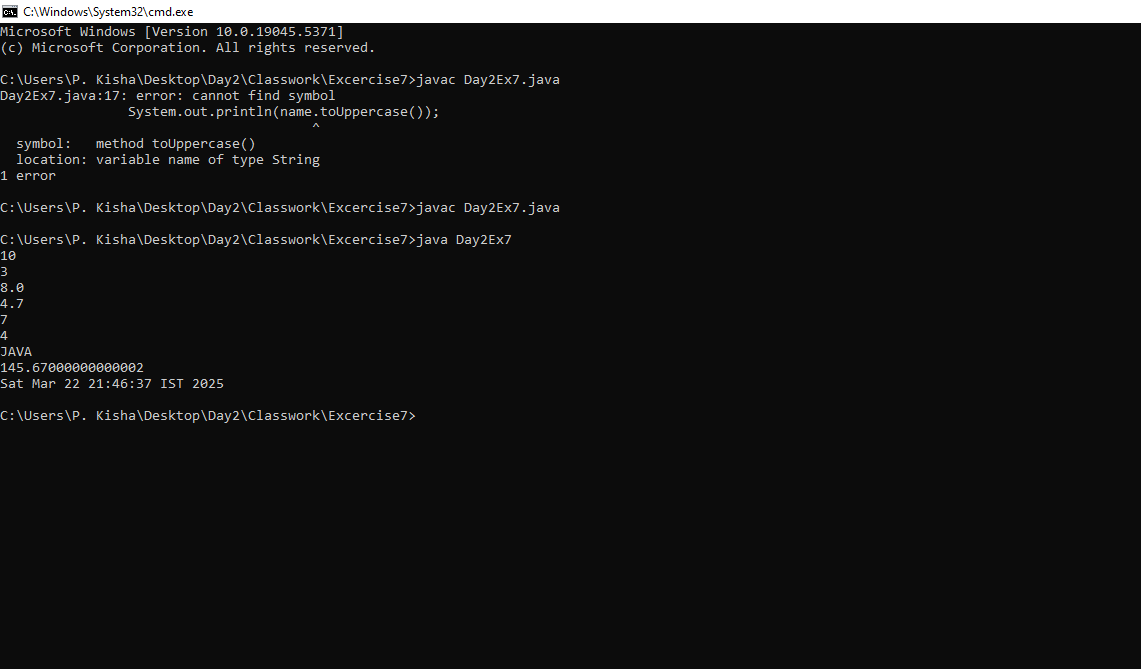 C:\Windows\System32\cmd.exe
Microsoft Windows [Version 10.0.19045.5371]
(c) Microsoft Corporation. All rights reserved.
C:\Users\P. Kisha\Desktop\Day2\Classwork\Excercise7>javac Day2Ex7.java
Day2Ex7.java:17: error: cannot find symbol
                System.out.println(name.toUppercase());
                                       ^
  symbol:   method toUppercase()
  location: variable name of type String
1 error
C:\Users\P. Kisha\Desktop\Day2\Classwork\Excercise7>javac Day2Ex7.java
C:\Users\P. Kisha\Desktop\Day2\Classwork\Excercise7>java Day2Ex7
10
3
8.0
4.7
7
4
JAVA
145.67000000000002
Sat Mar 22 21:46:37 IST 2025
C:\Users\P. Kisha\Desktop\Day2\Classwork\Excercise7>